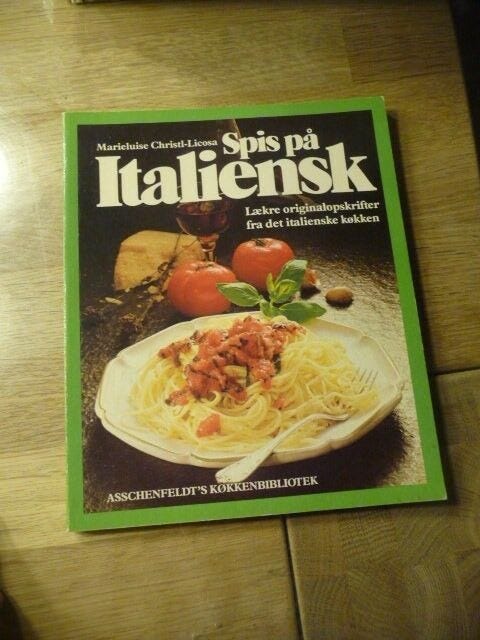 Marieluise Christl-Licosa
Spis på
Italiensk
Lækre originalopskrifter
fra det italienske køkken
ASSCHENFELDT'S KØKKENBIBLIOTEK